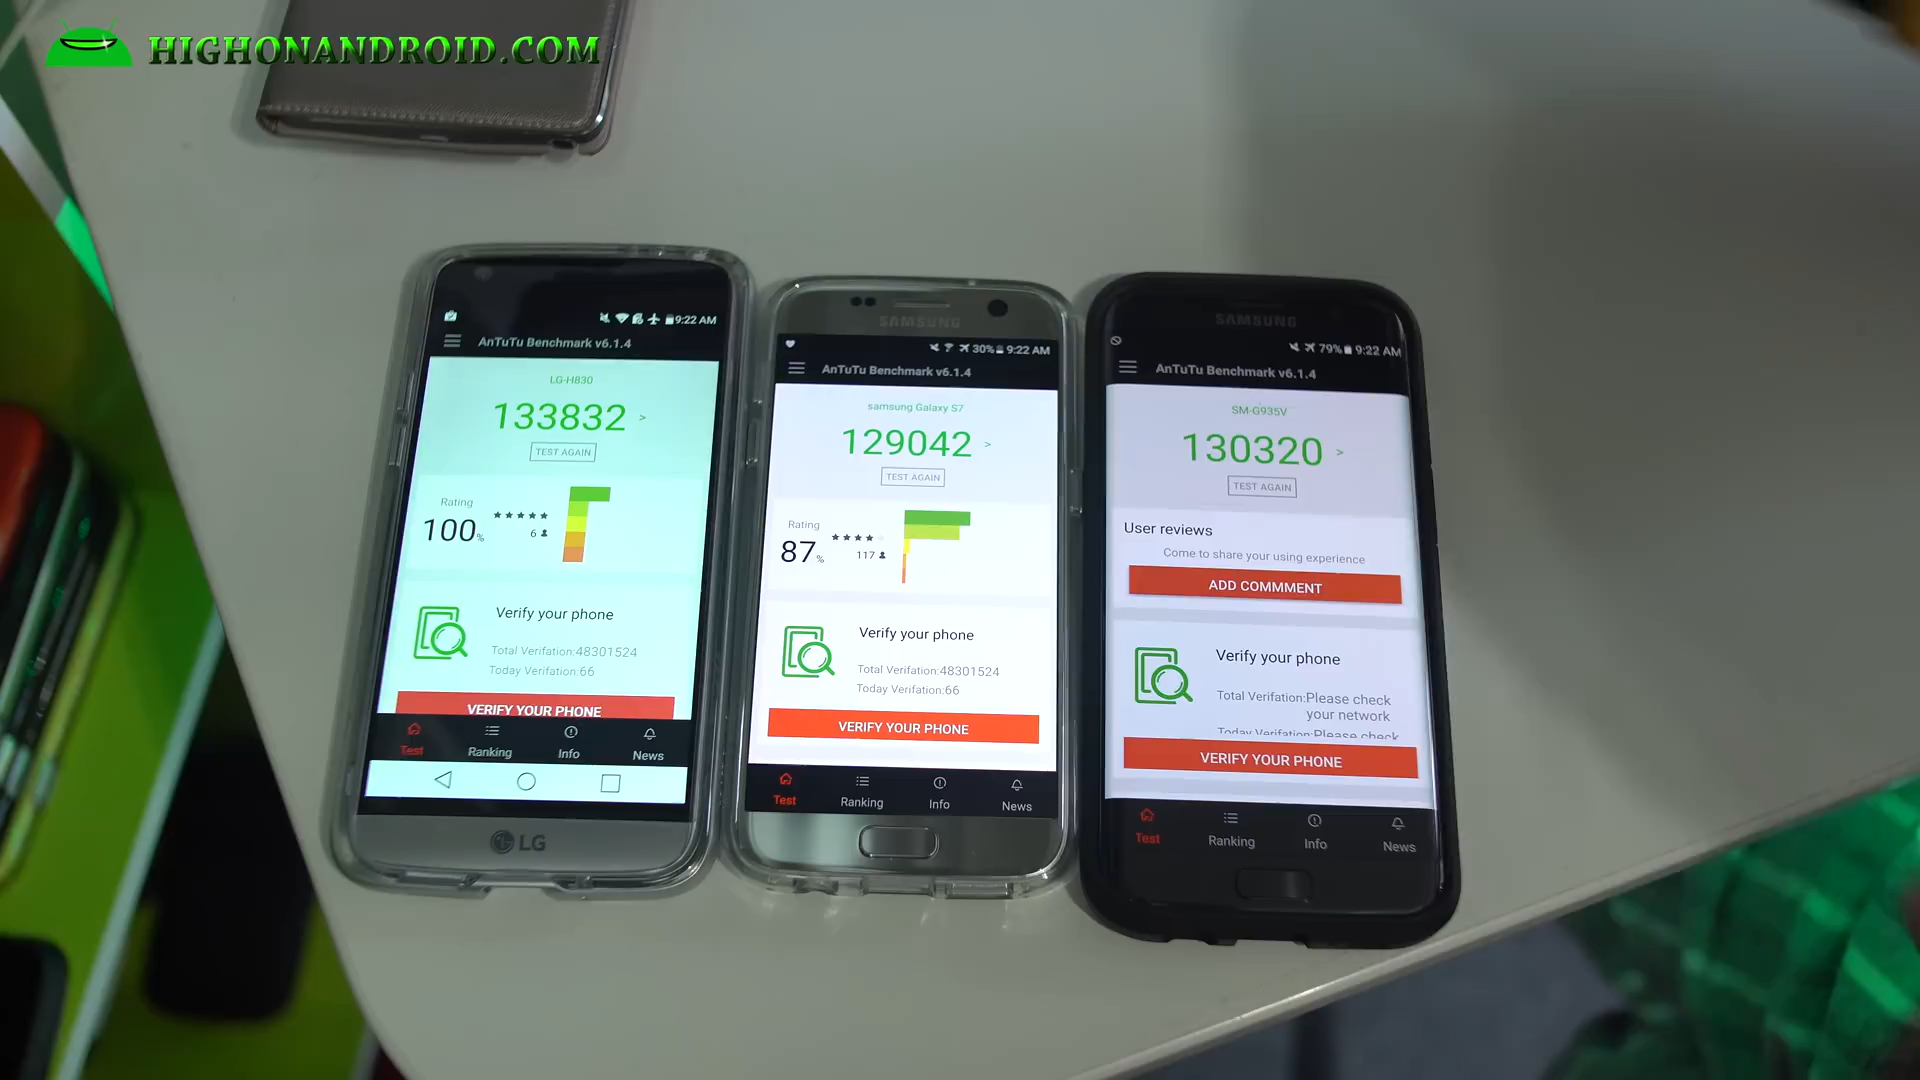 HIGHONANDROID.COM
9:22 AM
AnTuTu Benchmark v6.1.4
LG-H830
133832 >
TEST AGAIN
Rating
100%
6
Verify your phone
Total Verifation:48301524
Today Verifation:66
VERIFY YOUR PHONE
Test
Ranking
Info
News
LG
SAMSUNG
30% 9:22 AM
AnTuTu Benchmark v6.1.4
samsung Galaxy S7
129042 >
TEST AGAIN
Rating
87%
117
Verify your phone
Total Verifation:48301524
Today Verifation:66
VERIFY YOUR PHONE
Test
Ranking
Info
News
SAMSUNG
79% 9:22 AM
AnTuTu Benchmark v6.1.4
SM-G935V
130320 >
TEST AGAIN
User reviews
Come to share your using experience
ADD COMMMENT
Verify your phone
Total Verifation:Please check
your network
Today Verifation:Please check
VERIFY YOUR PHONE
Test
Ranking
Info
News